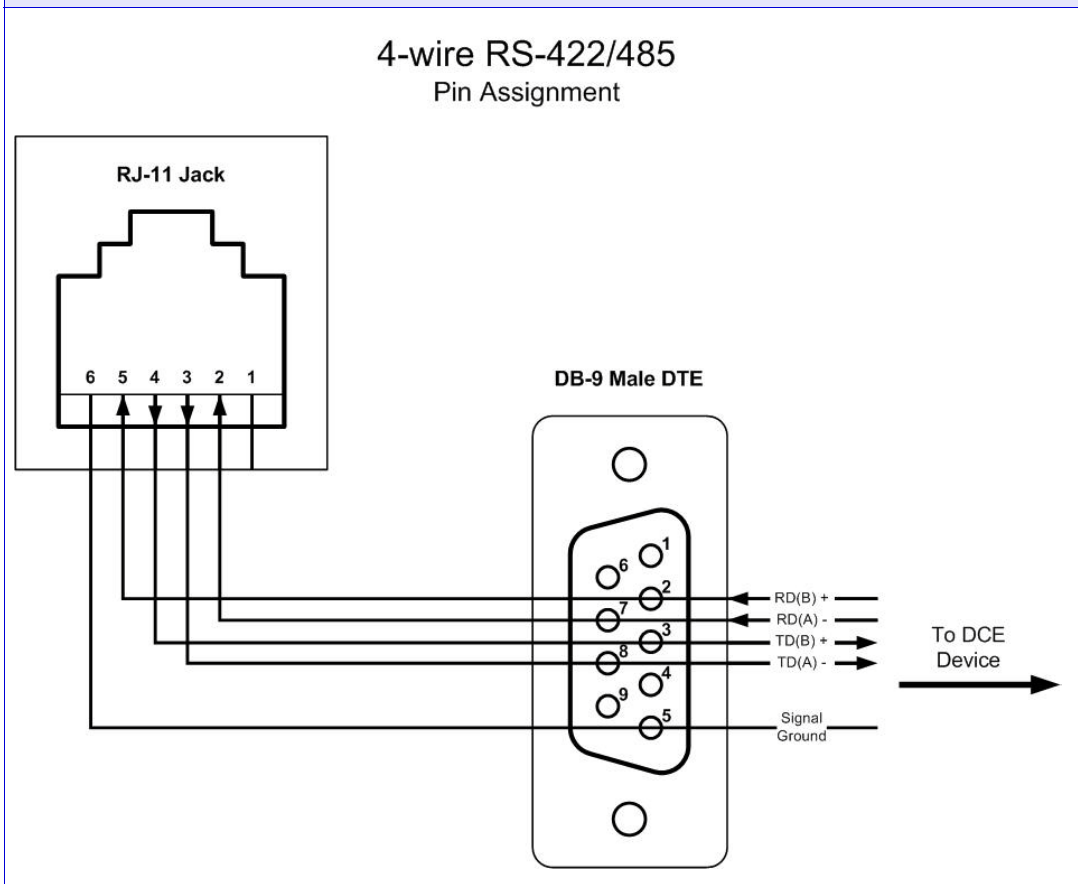 4-wire RS-422/485
Pin Assignment
RJ-11 Jack
6 5 4 3 2 1
DB-9 Male DTE
1
6
2
7
3
8
4
9
5
RD(B) +
RD(A) -
TD(B) +
TD(A) -
Signal
Ground
To DCE
Device